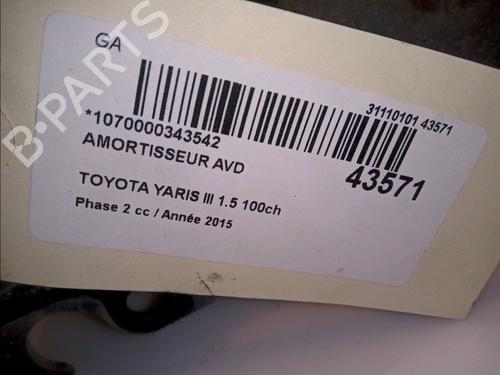 GA
31110101 43571
*1070000343542
AMORTISSEUR AVD
43571
TOYOTA YARIS III 1.5 100ch
Phase 2 cc / Année 2015
B-PARTS